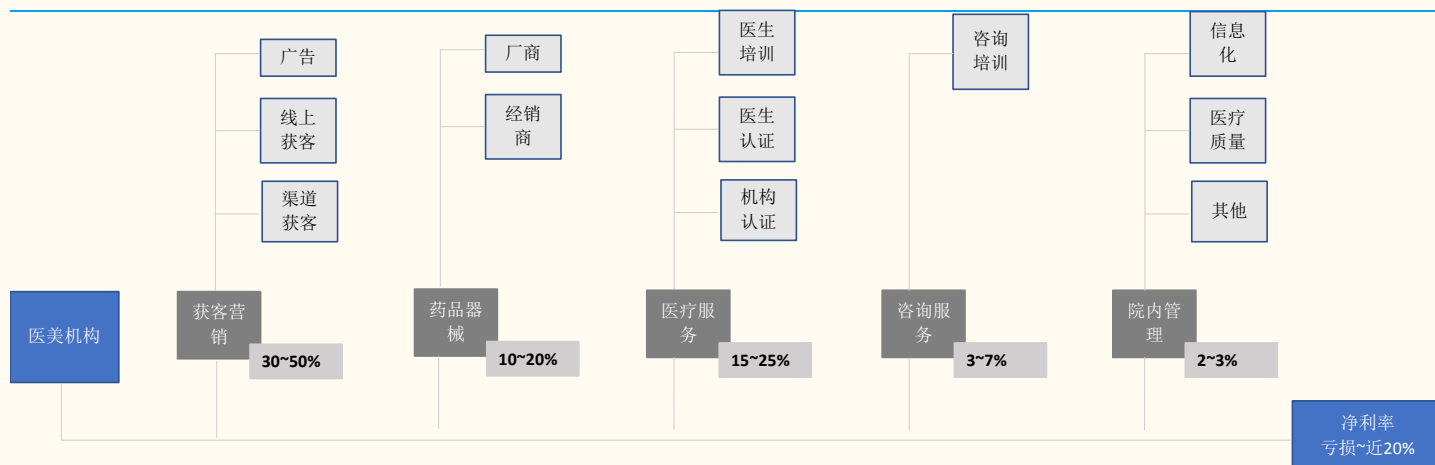 广告
线上
获客
渠道
获客
厂商
经销
商
医生
培训
医生
认证
机构
认证
咨询
培训
信息
化
医疗
质量
其他
医美机构
获客营
销
30~50%
药品器
械
10~20%
医疗服
务
15~25%
咨询服
务
3~7%
院内管
理
2~3%
净利率
亏损~近20%